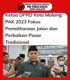 Ketua DPRD Kota Malang:
PAK 2023 Fokus
Pemeliharaan Jalan dan
Perbaikan Pasar
Tradisional